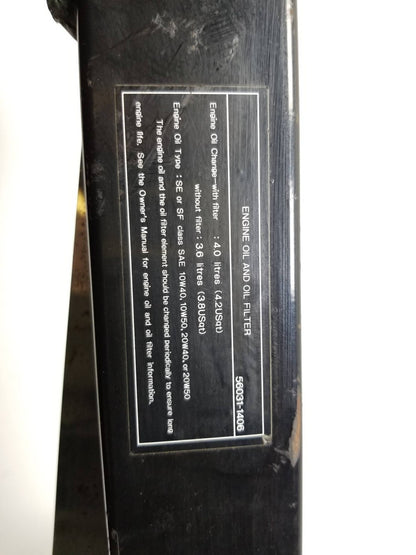 ENGINE OIL AND OIL FILTER 56031-1406
Engine Oil Change-with filter : 4.0 litres (4.2USqt)
without filter : 3.6 litres (3.8USqt)
Engine Oil Type : SE or SF class SAE 10W40, 10W50, 20W40, or 20W50
The engine oil and the oil filter element should be changed periodically to ensure long
engine life. See the Owner's Manual for engine oil and oil filter information.